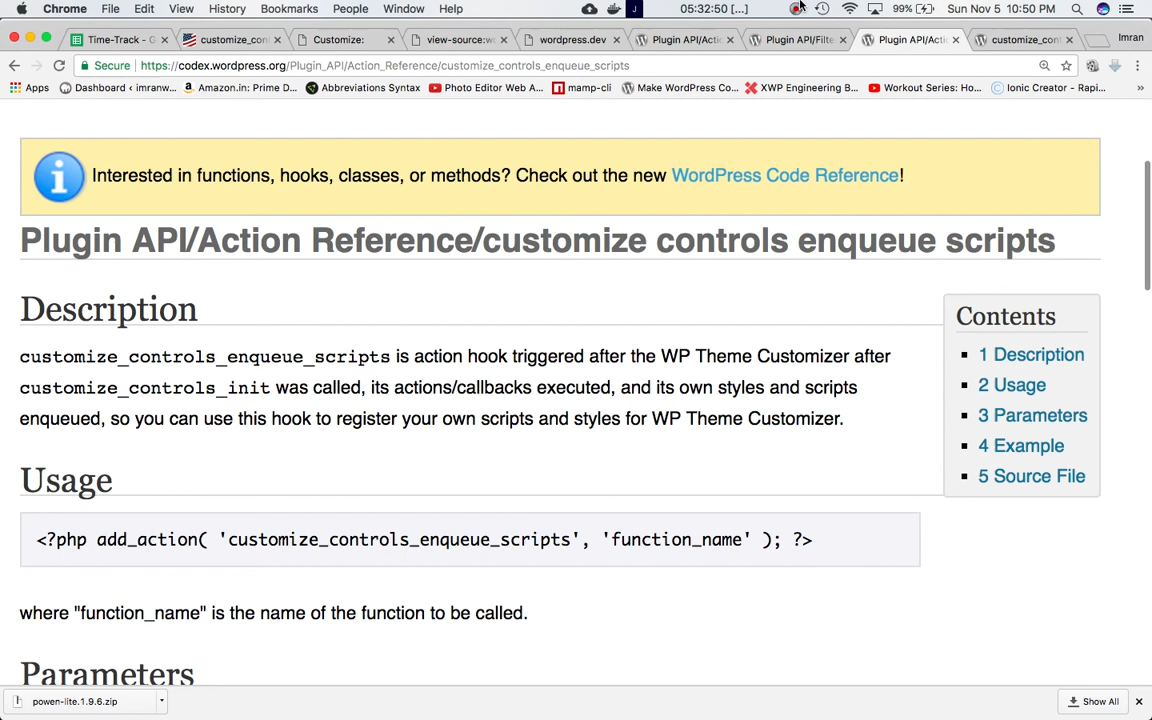 Chrome File Edit View History Bookmarks People Window Help J 05:32:50 [...] 99% Sun Nov 5 10:50 PM
Time-Track - G customize_con Customize: view-source:w wordpress.dev Plugin API/Acti Plugin API/Filte Plugin API/Acti customize_cont Imran
Secure https://codex.wordpress.org/Plugin_API/Action_Reference/customize_controls_enqueue_scripts
Apps Dashboard ‹ imranw... Amazon.in: Prime D... Abbreviations Syntax Photo Editor Web A... mamp-cli Make WordPress Co... XWP Engineering B... Workout Series: Ho... Ionic Creator - Rapi... »
Interested in functions, hooks, classes, or methods? Check out the new WordPress Code Reference!
Plugin API/Action Reference/customize controls enqueue scripts
Description
customize_controls_enqueue_scripts is action hook triggered after the WP Theme Customizer after
customize_controls_init was called, its actions/callbacks executed, and its own styles and scripts
enqueued, so you can use this hook to register your own scripts and styles for WP Theme Customizer.
Contents
1 Description
2 Usage
3 Parameters
4 Example
5 Source File
Usage
<?php add_action( 'customize_controls_enqueue_scripts', 'function_name' ); ?>
where "function_name" is the name of the function to be called.
Parameters
powen-lite.1.9.6.zip Show All